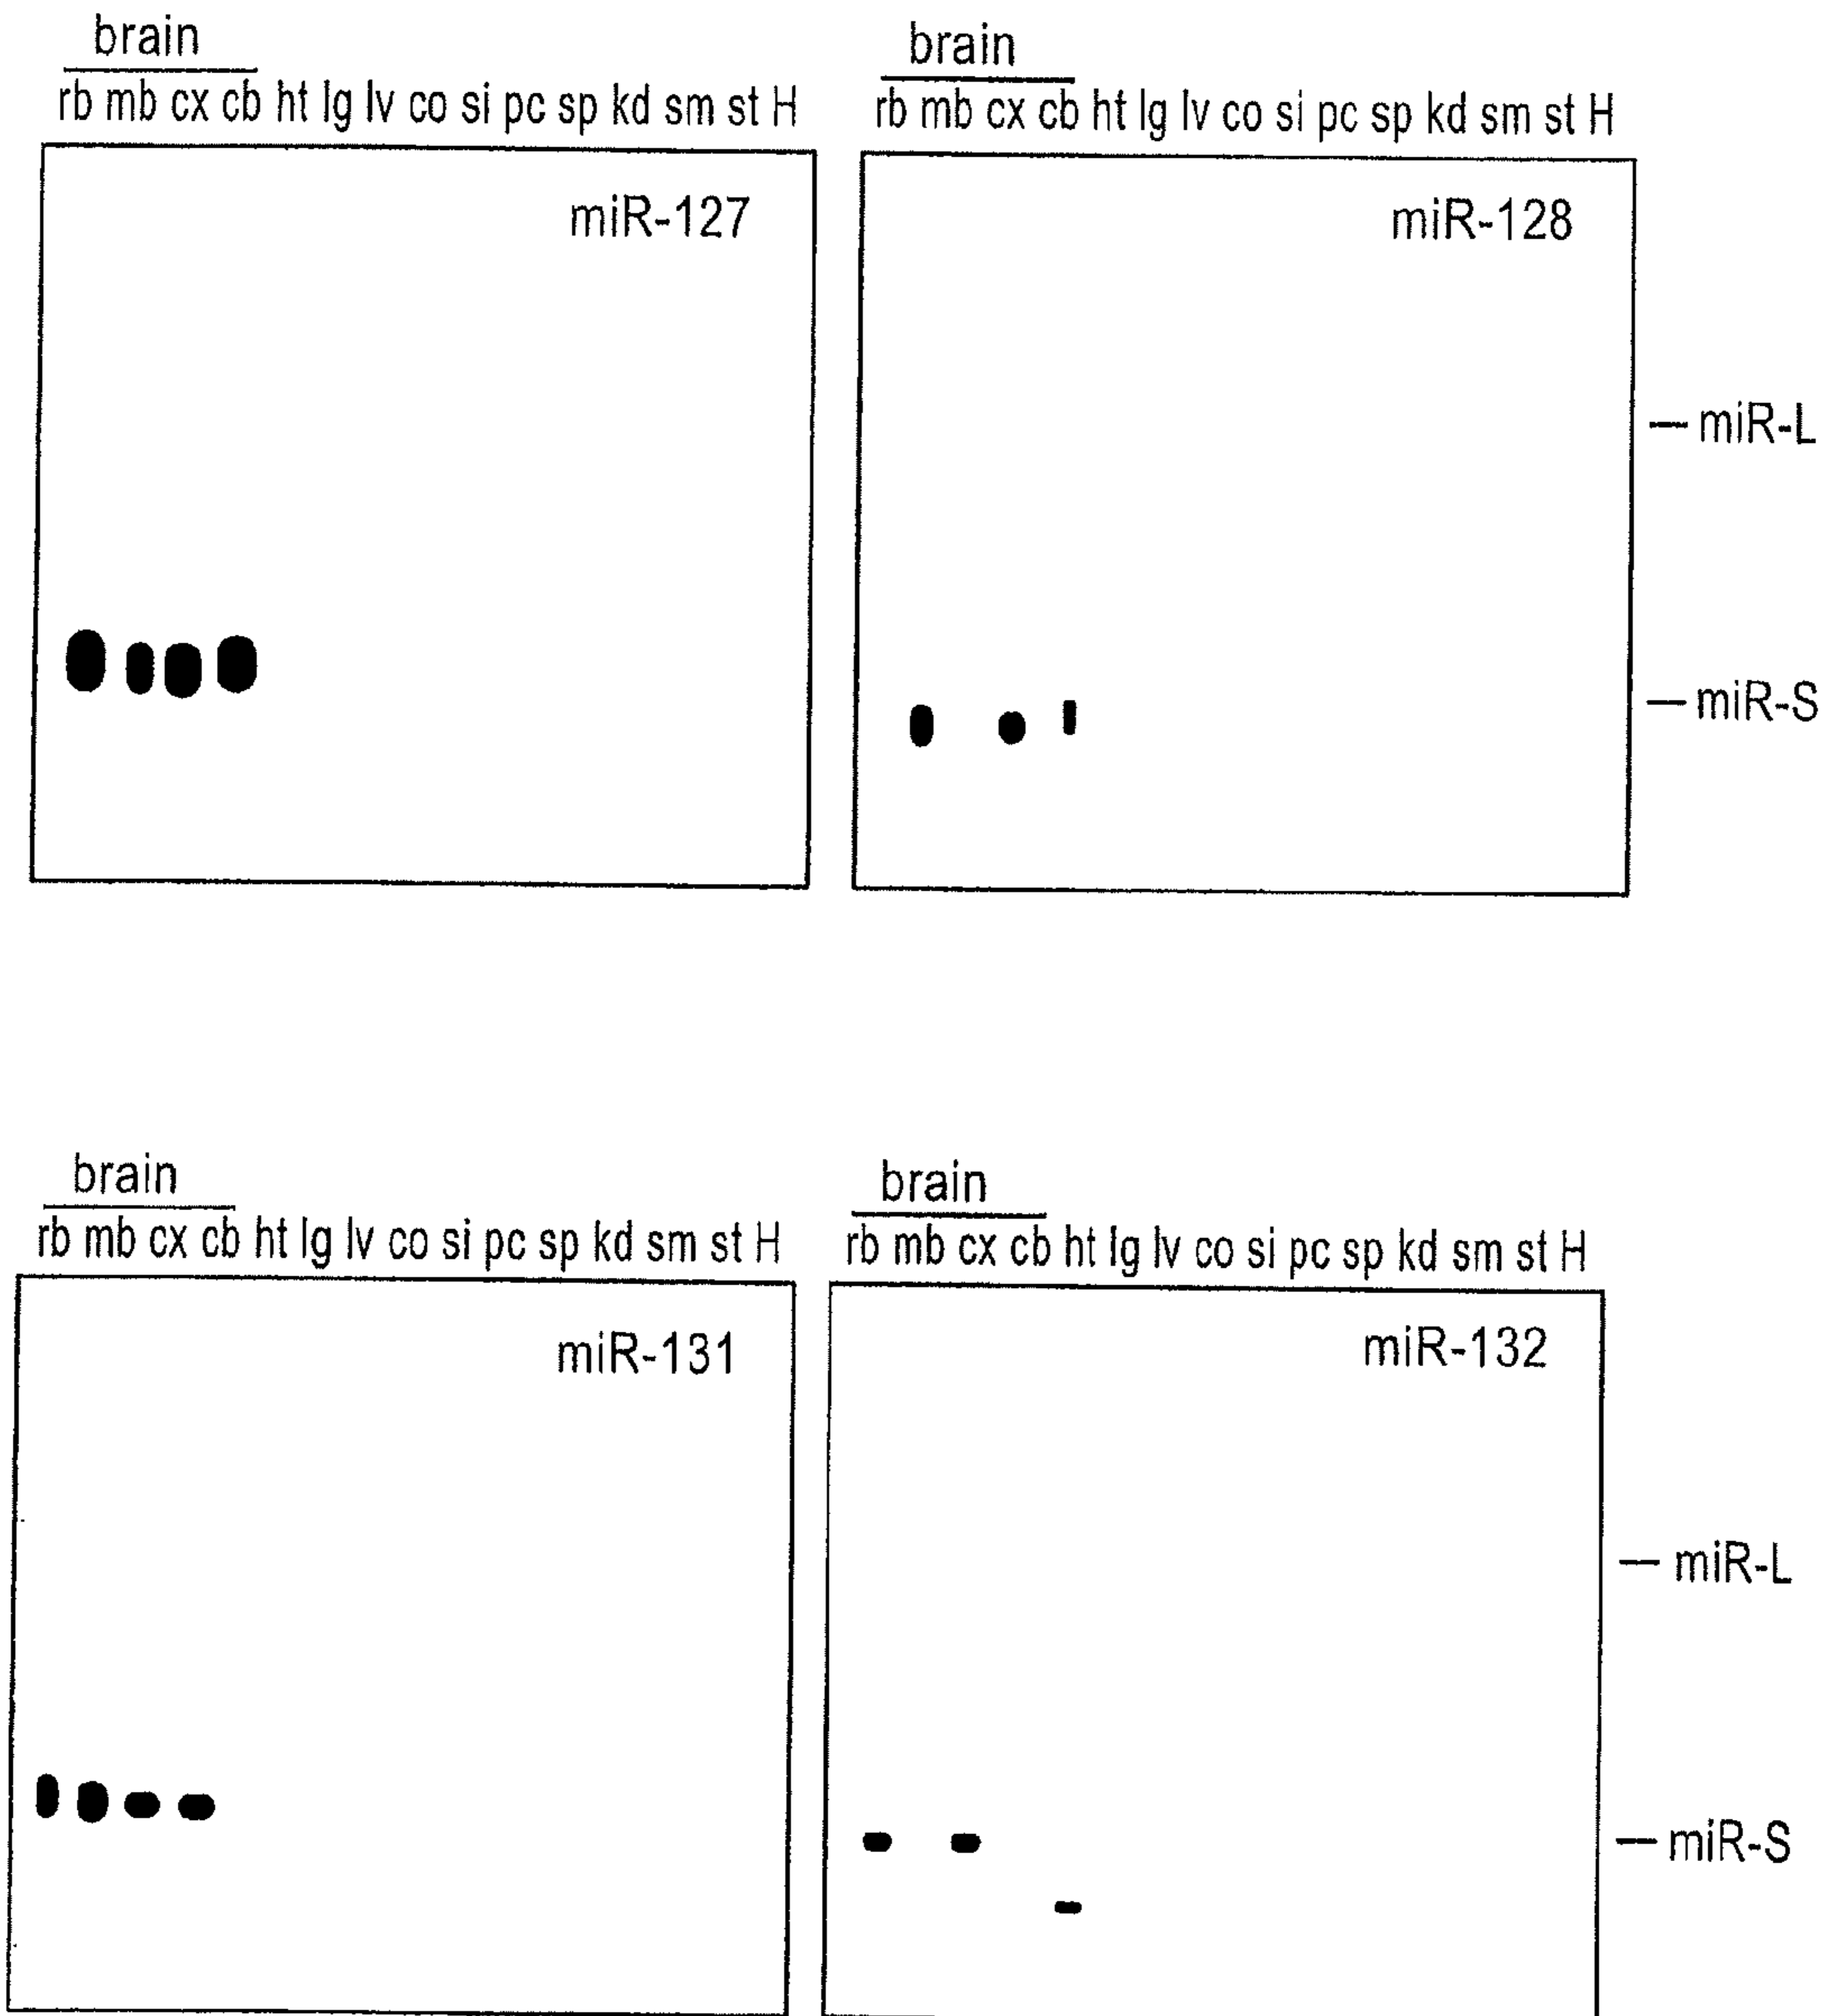 brain
rb mb cx cb ht lg lv co si pc sp kd sm st H
miR-127
brain
rb mb cx cb ht lg lv co si pc sp kd sm st H
miR-128
— miR-L
— miR-S
brain
rb mb cx cb ht lg lv co si pc sp kd sm st H
miR-131
brain
rb mb cx cb ht lg lv co si pc sp kd sm st H
miR-132
— miR-L
— miR-S